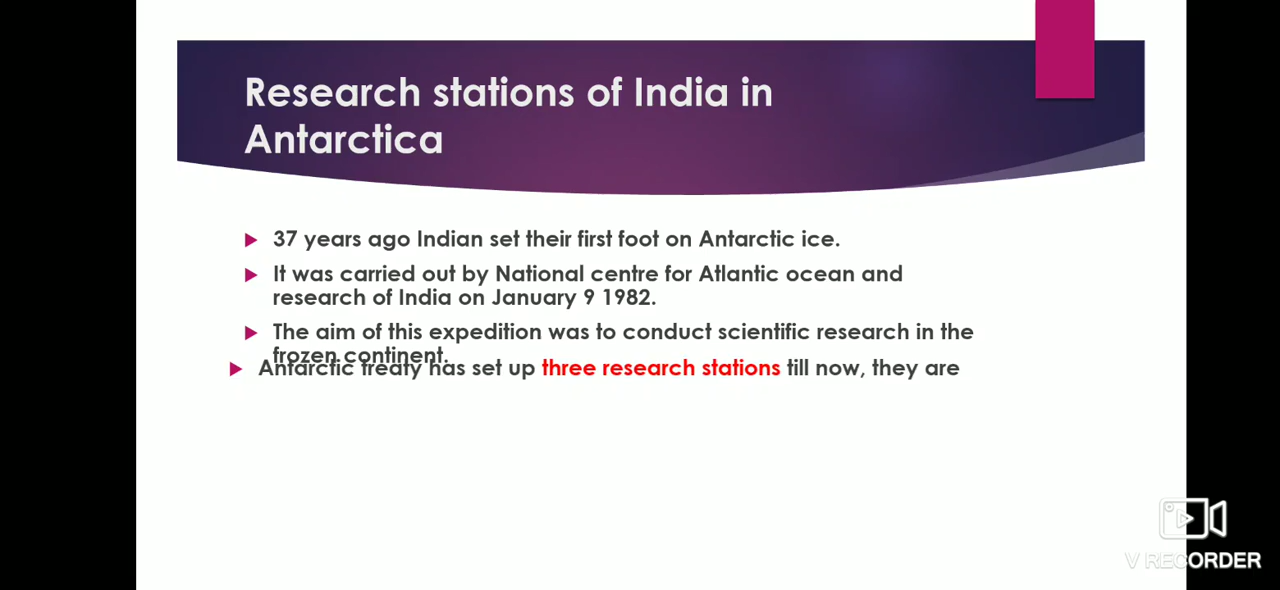 Research stations of India in
Antarctica
37 years ago Indian set their first foot on Antarctic ice.
It was carried out by National centre for Atlantic ocean and
research of India on January 9 1982.
The aim of this expedition was to conduct scientific research in the
frozen continent.
Antarctic treaty has set up three research stations till now, they are
V RECORDER